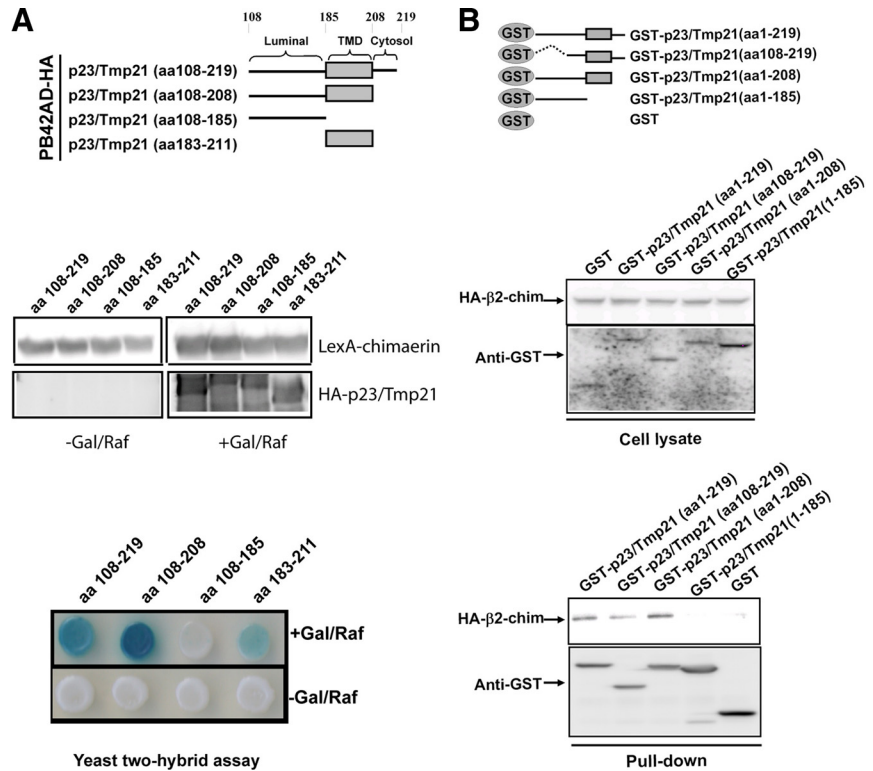 A
108 185 208 219
Luminal TMD Cytosol
PB42AD-HA
p23/Tmp21 (aa108-219)
p23/Tmp21 (aa108-208)
p23/Tmp21 (aa108-185)
p23/Tmp21 (aa183-211)
aa 108-219
aa 108-208
aa 108-185
aa 183-211
aa 108-219
aa 108-208
aa 108-185
aa 183-211
LexA-chimaerin
HA-p23/Tmp21
-Gal/Raf
+Gal/Raf
aa 108-219
aa 108-208
aa 108-185
aa 183-211
+Gal/Raf
-Gal/Raf
Yeast two-hybrid assay
B
GST GST-p23/Tmp21(aa1-219)
GST GST-p23/Tmp21(aa108-219)
GST GST-p23/Tmp21(aa1-208)
GST GST-p23/Tmp21(aa1-185)
GST GST
GST
GST-p23/Tmp21 (aa1-219)
GST-p23/Tmp21 (aa108-219)
GST-p23/Tmp21 (aa1-208)
GST-p23/Tmp21(1-185)
HA-β2-chim
Anti-GST
Cell lysate
GST-p23/Tmp21 (aa1-219)
GST-p23/Tmp21 (aa108-219)
GST-p23/Tmp21 (aa1-208)
GST-p23/Tmp21(1-185)
GST
HA-β2-chim
Anti-GST
Pull-down